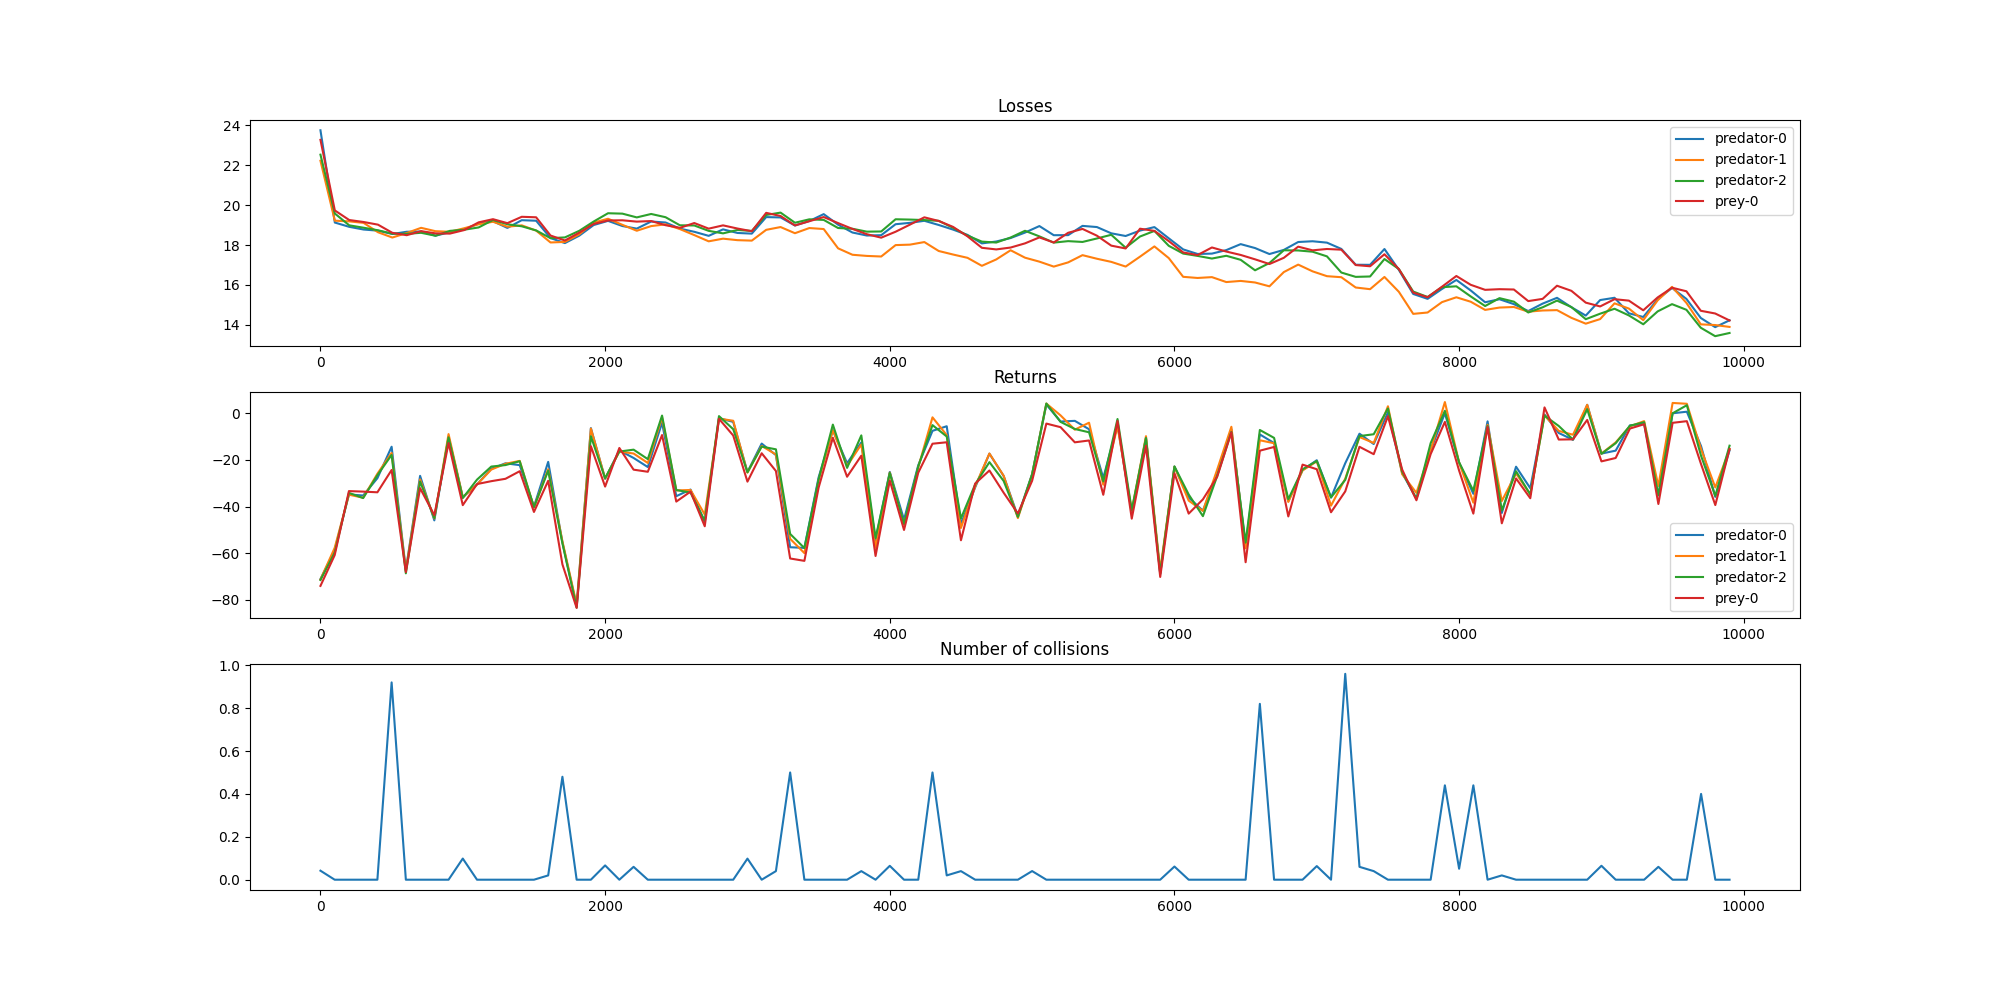 Losses
24
22
20
18
16
14
predator-0
predator-1
predator-2
prey-0
0 2000 4000 6000 8000 10000
Returns
0
−20
−40
−60
−80
predator-0
predator-1
predator-2
prey-0
0 2000 4000 6000 8000 10000
Number of collisions
1.0
0.8
0.6
0.4
0.2
0.0
0 2000 4000 6000 8000 10000